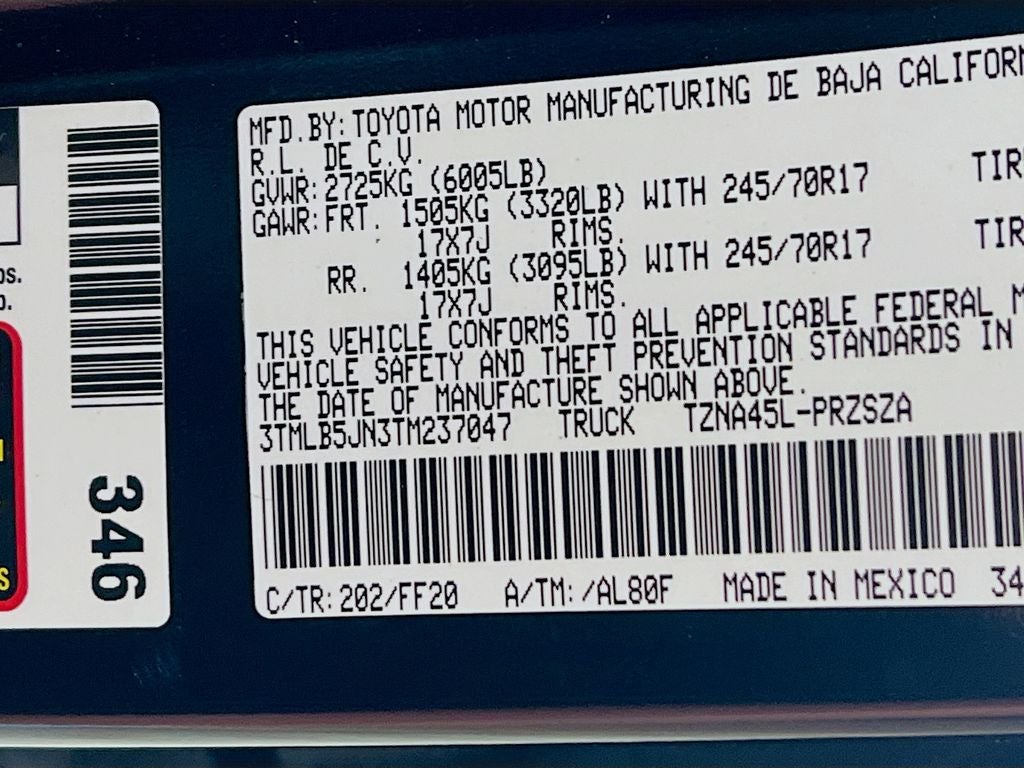 MFD.BY:TOYOTA MOTOR MANUFACTURING DE BAJA CALIFORN
R.L. DE C.V.
GVWR:2725KG (6005LB)
GAWR:FRT. 1505KG (3320LB) WITH 245/70R17 TIR
17X7J RIMS.
RR. 1405KG (3095LB) WITH 245/70R17 TIR
17X7J RIMS.
THIS VEHICLE CONFORMS TO ALL APPLICABLE FEDERAL M
VEHICLE SAFETY AND THEFT PREVENTION STANDARDS IN
THE DATE OF MANUFACTURE SHOWN ABOVE.
3TMLB5JN3TM237047 TRUCK TZNA45L-PRZSZA
C/TR:202/FF20 A/TM:/AL80F MADE IN MEXICO 34
346